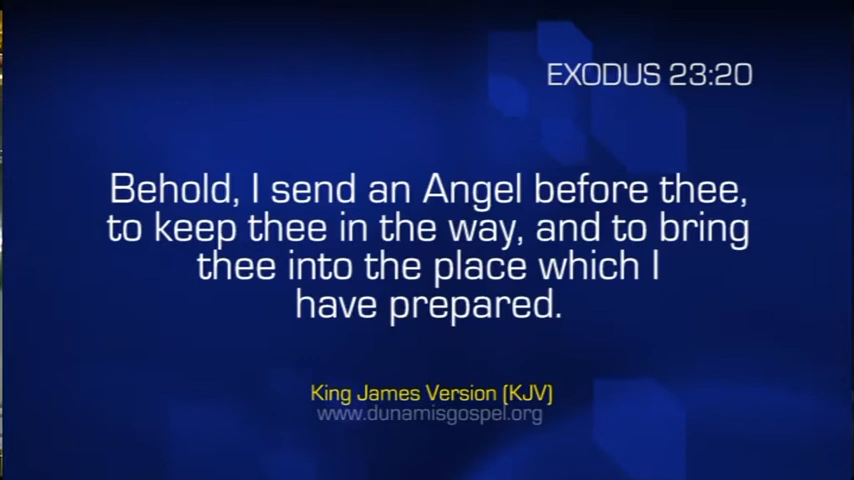 EXODUS 23:20
Behold, I send an Angel before thee,
to keep thee in the way, and to bring
thee into the place which I
have prepared.
King James Version (KJV)
www.dunamisgospel.org